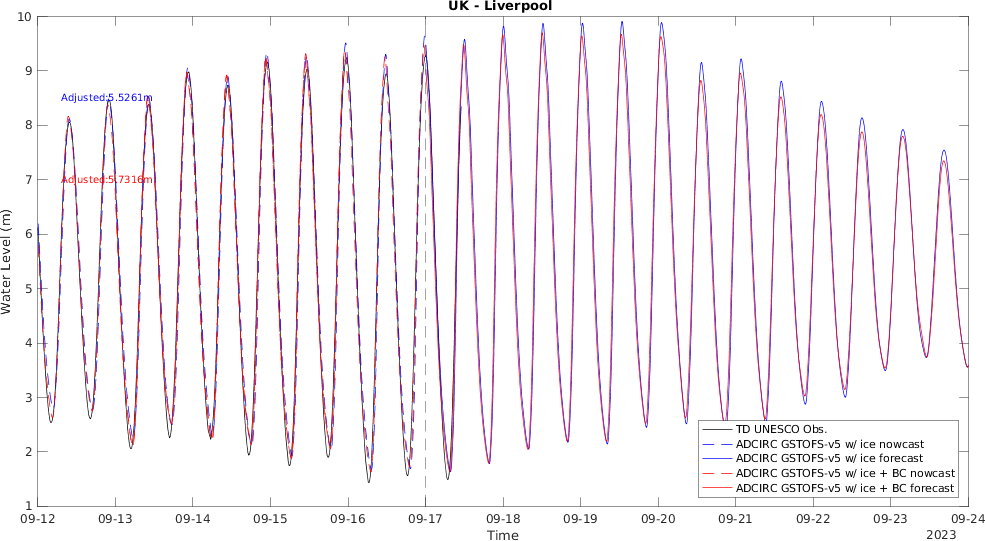 UK - Liverpool
10
9
8
7
6
5
4
3
2
1
Water Level (m)
Adjusted:5.5261m
Adjusted:5.7316m
TD UNESCO Obs.
ADCIRC GSTOFS-v5 w/ ice nowcast
ADCIRC GSTOFS-v5 w/ ice forecast
ADCIRC GSTOFS-v5 w/ ice + BC nowcast
ADCIRC GSTOFS-v5 w/ ice + BC forecast
09-12 09-13 09-14 09-15 09-16 09-17 09-18 09-19 09-20 09-21 09-22 09-23 09-24
Time
2023